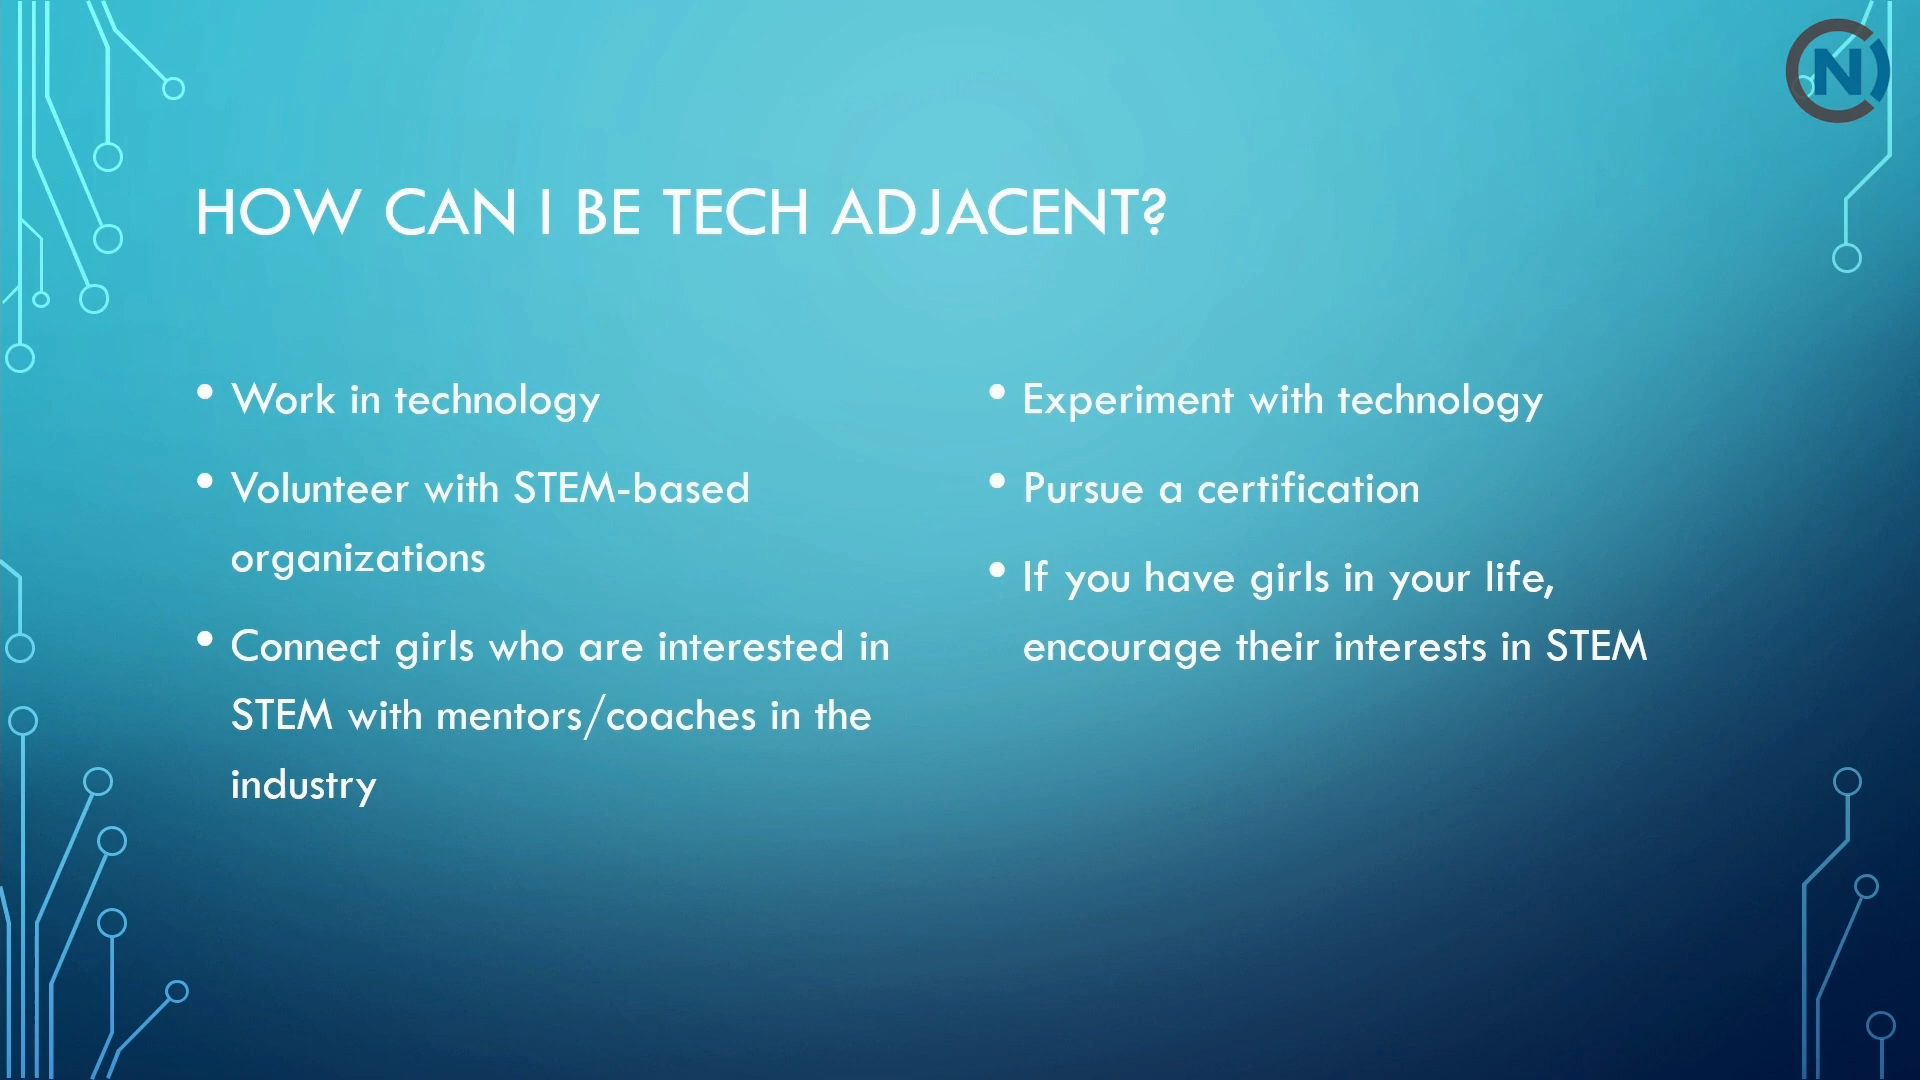 N
HOW CAN I BE TECH ADJACENT?
• Work in technology
• Volunteer with STEM-based
organizations
• Connect girls who are interested in
STEM with mentors/coaches in the
industry
• Experiment with technology
• Pursue a certification
• If you have girls in your life,
encourage their interests in STEM